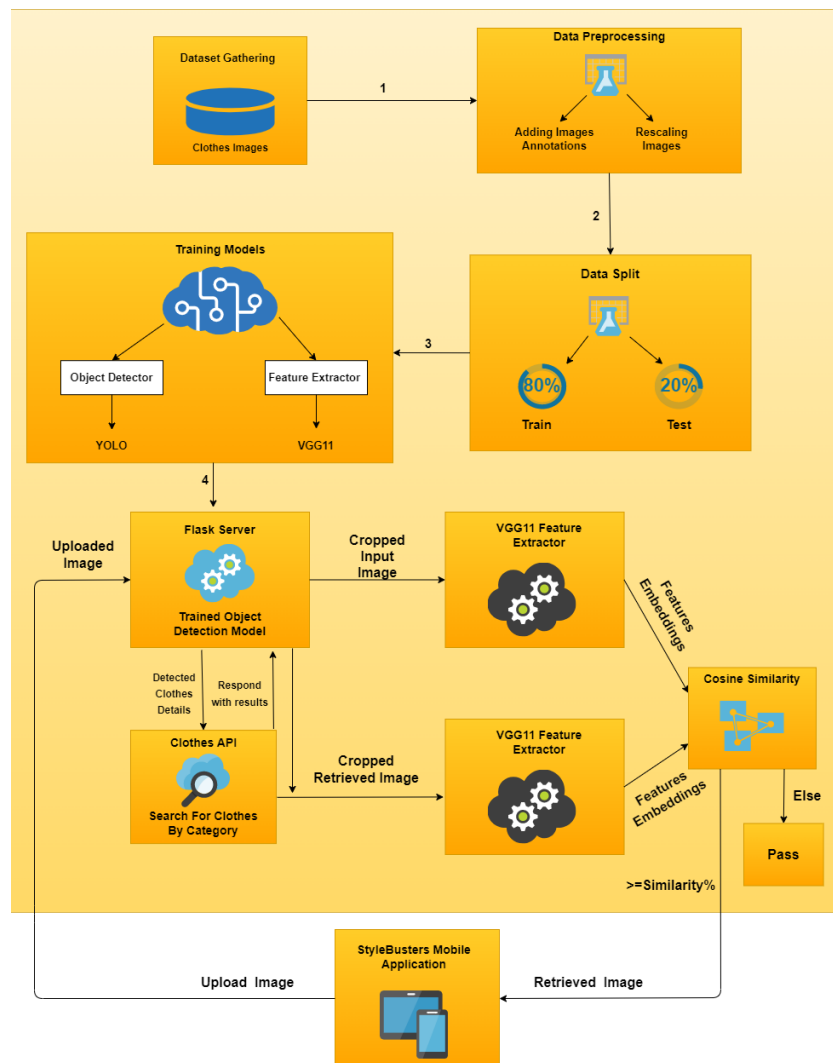 Dataset Gathering
Clothes Images
1
Data Preprocessing
Adding Images
Annotations
Rescaling
Images
2
Training Models
Object Detector
Feature Extractor
YOLO
VGG11
3
Data Split
80%
20%
Train
Test
4
Uploaded
Image
Flask Server
Trained Object
Detection Model
Cropped
Input
Image
VGG11 Feature
Extractor
Features
Embeddings
Detected
Clothes
Details
Respond
with results
Cosine Similarity
Clothes API
Search For Clothes
By Category
Cropped
Retrieved Image
VGG11 Feature
Extractor
Features
Embeddings
Else
Pass
>=Similarity%
StyleBusters Mobile
Application
Upload Image
Retrieved Image